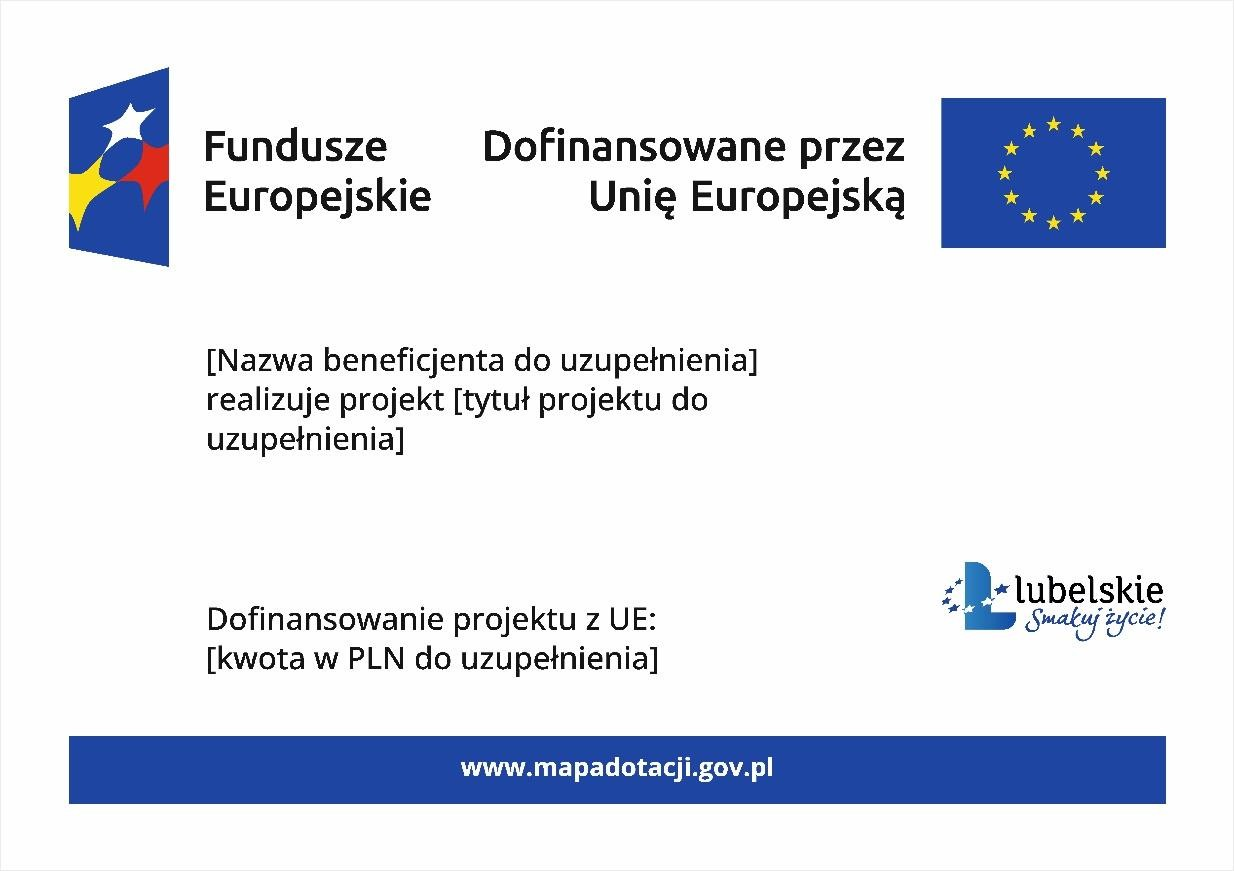 Fundusze
Europejskie
Dofinansowane przez
Unię Europejską
[Nazwa beneficjenta do uzupełnienia]
realizuje projekt [tytuł projektu do
uzupełnienia]
Dofinansowanie projektu z UE:
[kwota w PLN do uzupełnienia]
lubelskie
Smakuj życie!
www.mapadotacji.gov.pl